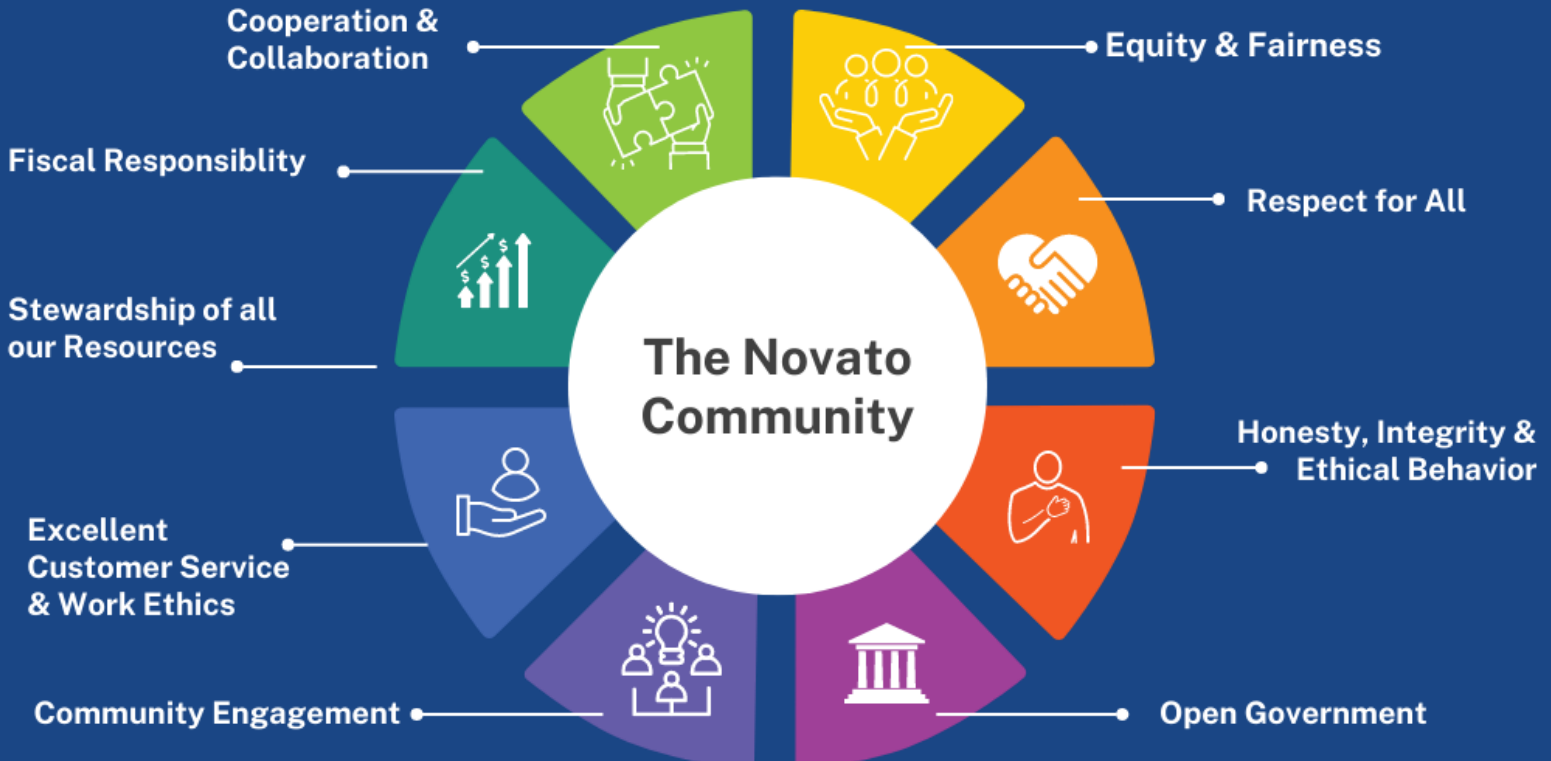 Cooperation &
Collaboration
Equity & Fairness
Fiscal Responsiblity
Respect for All
Stewardship of all
our Resources
The Novato
Community
Honesty, Integrity &
Ethical Behavior
Excellent
Customer Service
& Work Ethics
Community Engagement
Open Government
$
$
$